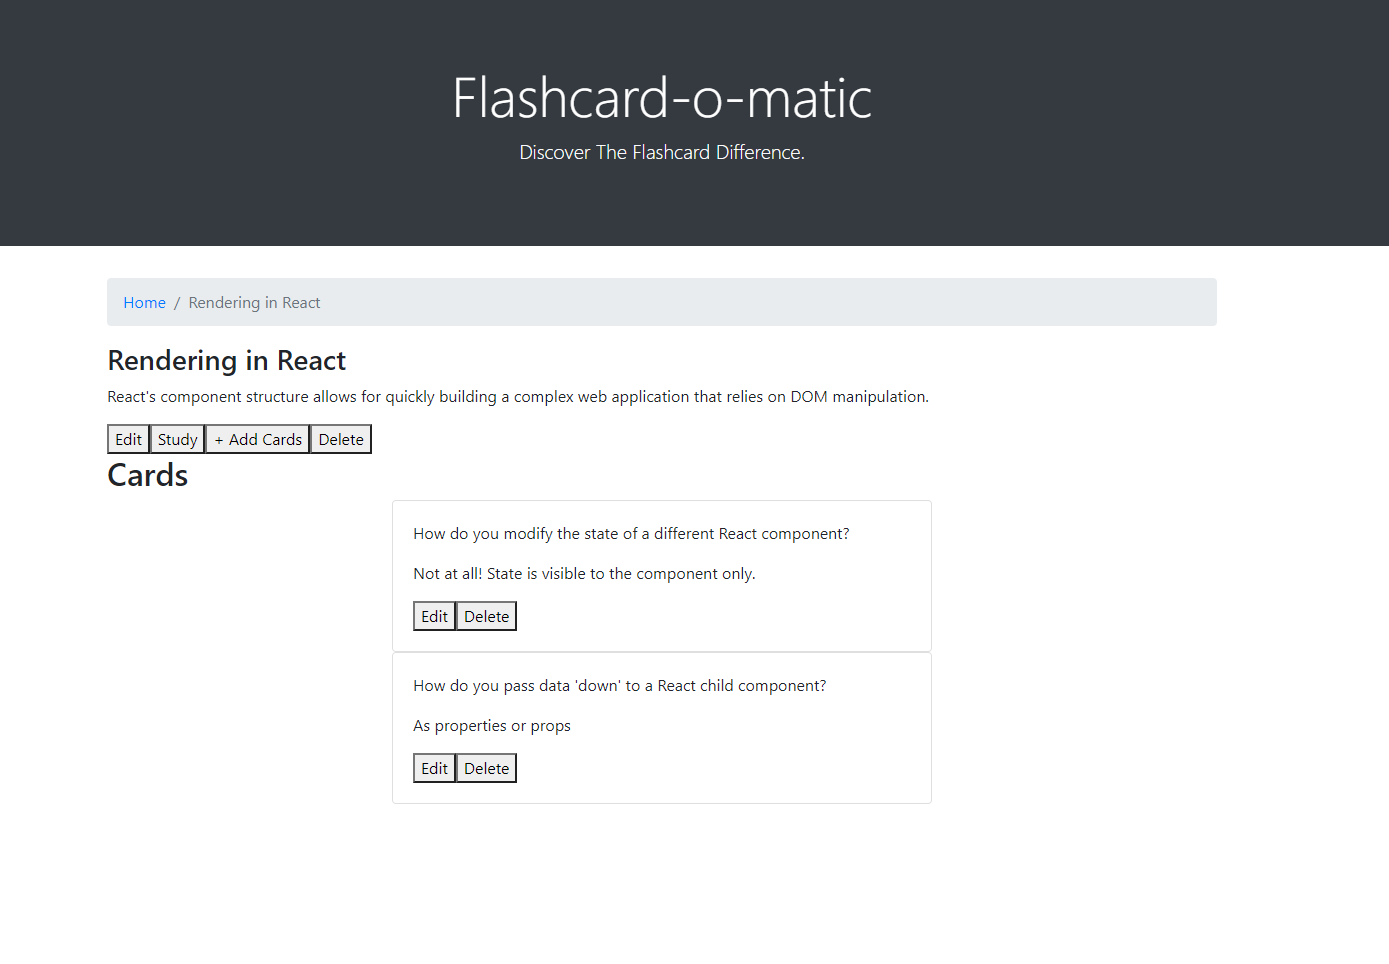 Flashcard-o-matic
Discover The Flashcard Difference.
Home / Rendering in React
Rendering in React
React's component structure allows for quickly building a complex web application that relies on DOM manipulation.
Edit Study + Add Cards Delete
Cards
How do you modify the state of a different React component?
Not at all! State is visible to the component only.
Edit Delete
How do you pass data 'down' to a React child component?
As properties or props
Edit Delete